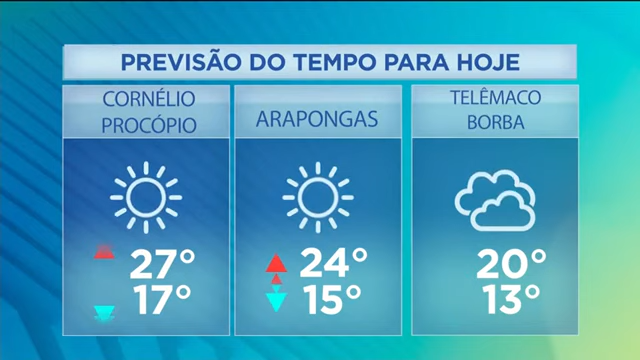 PREVISÃO DO TEMPO PARA HOJE
CORNÉLIO
PROCÓPIO
27°
17°
ARAPONGAS
24°
15°
TELÊMACO
BORBA
20°
13°